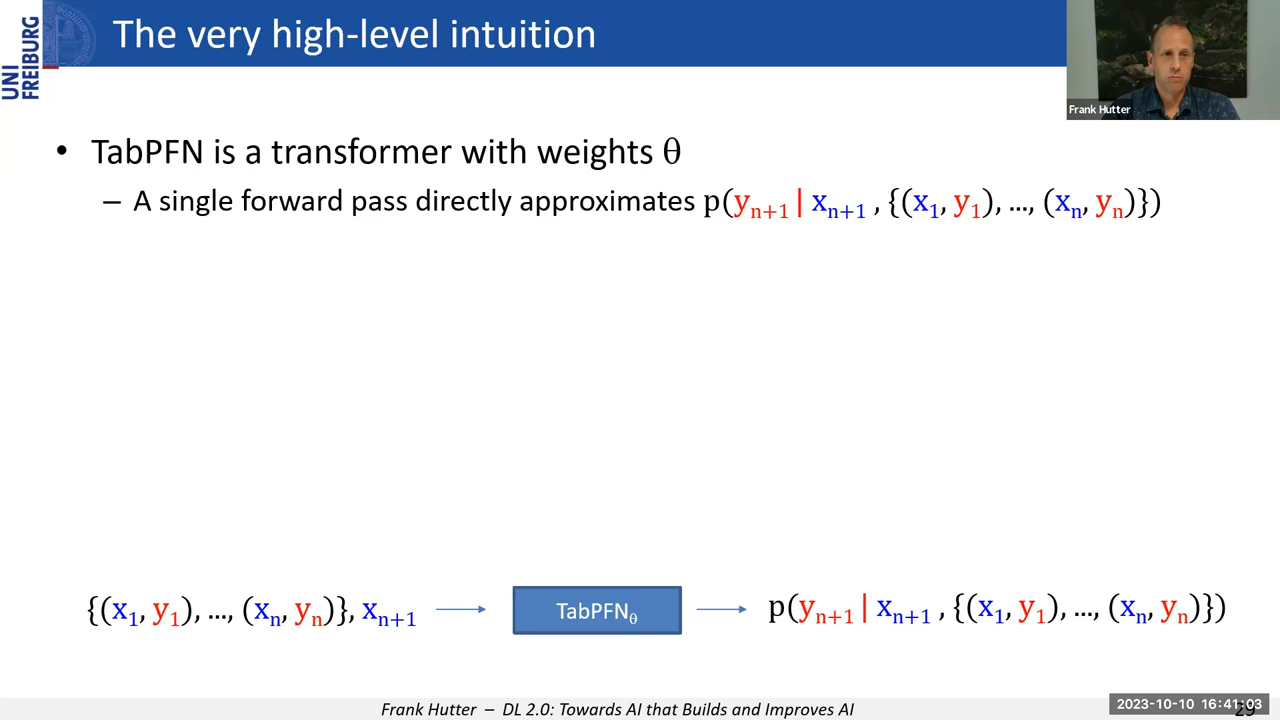 The very high-level intuition
UNI
FREIBURG
Frank Hutter
• TabPFN is a transformer with weights θ
– A single forward pass directly approximates p(yn+1 | xn+1 , {(x1, y1), ..., (xn, yn)})
{(x1, y1), ..., (xn, yn)}, xn+1
TabPFNθ
p(yn+1 | xn+1 , {(x1, y1), ..., (xn, yn)})
Frank Hutter – DL 2.0: Towards AI that Builds and Improves AI
2023-10-10 16:41:03
29